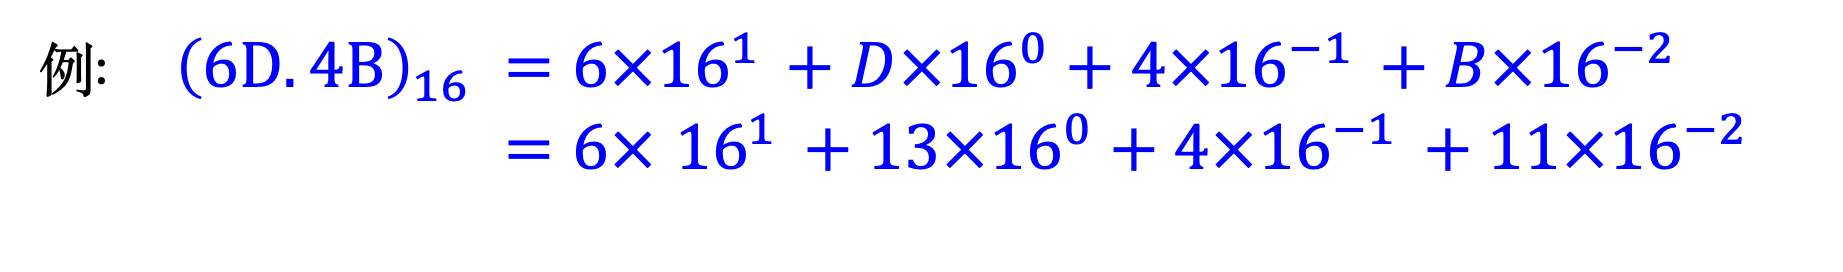 例: (6D.4B)₁₆ = 6×16¹ + D×16⁰ + 4×16⁻¹ + B×16⁻²
= 6× 16¹ + 13×16⁰ + 4×16⁻¹ + 11×16⁻²